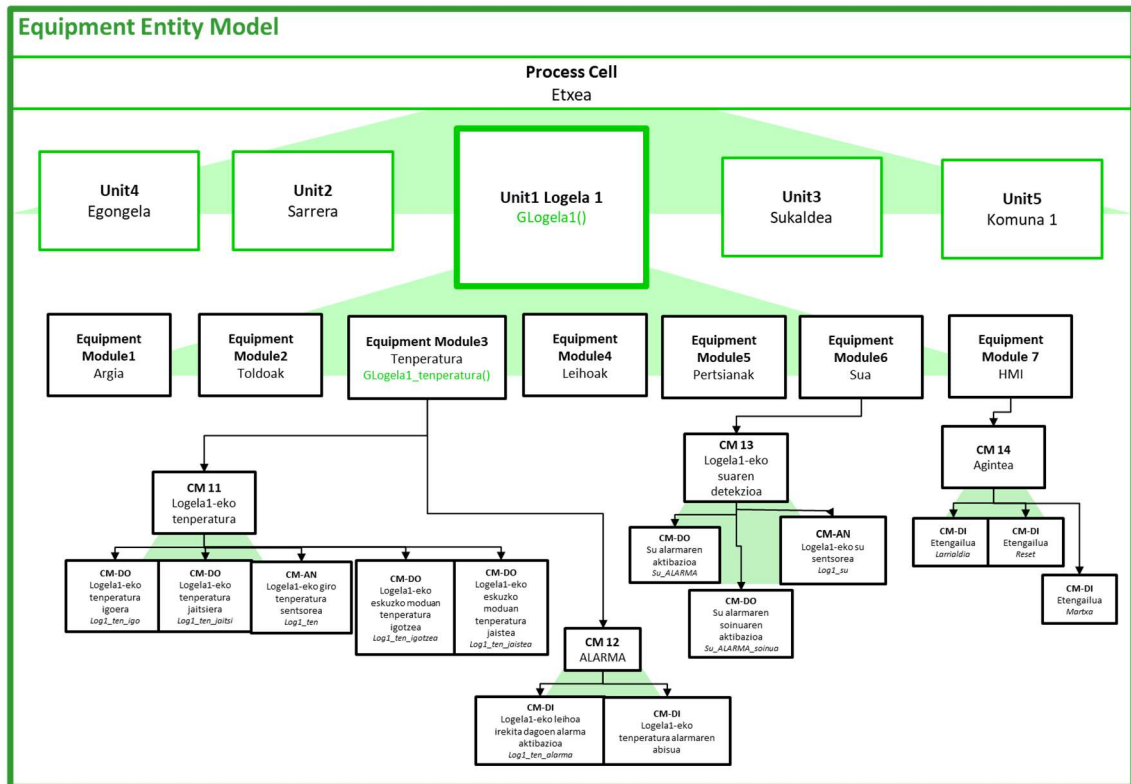 Equipment Entity Model
Process Cell
Etxea
Unit4
Egongela
Unit2
Sarrera
Unit1 Logela 1
GLogela1()
Unit3
Sukaldea
Unit5
Komuna 1
Equipment
Module1
Argia
Equipment
Module2
Toldoak
Equipment Module3
Tenperatura
GLogela1_tenperatura()
Equipment
Module4
Leihoak
Equipment
Module5
Pertsianak
Equipment
Module6
Sua
Equipment
Module 7
HMI
CM 11
Logela1-eko
tenperatura
CM 13
Logela1-eko
suaren
detekzioa
CM 14
Agintea
CM-DO
Logela1-eko
tenperatura
igoera
Log1_ten_igo
CM-DO
Logela1-eko
tenperatura
jaitsiera
Log1_ten_jaitsi
CM-AN
Logela1-eko giro
tenperatura
sentsorea
Log1_ten
CM-DO
Logela1-eko
eskuzko moduan
tenperatura
igotzea
Log1_ten_igotzea
CM-DO
Logela1-eko
eskuzko
moduan
tenperatura
jaistea
Log1_ten_jaistea
CM 12
ALARMA
CM-DI
Logela1-eko leihoa
irekita dagoen alarma
aktibazioa
Log1_ten_alarma
CM-DI
Logela1-eko
tenperatura alarmaren
abisua
CM-DO
Su alarmaren
aktibazioa
Su_ALARMA
CM-DO
Su alarmaren
soinuaren
aktibazioa
Su_ALARMA_soinua
CM-AN
Logela1-eko su
sentsorea
Log1_su
CM-DI
Etengailua
Larrialdia
CM-DI
Etengailua
Reset
CM-DI
Etengailua
Martxa